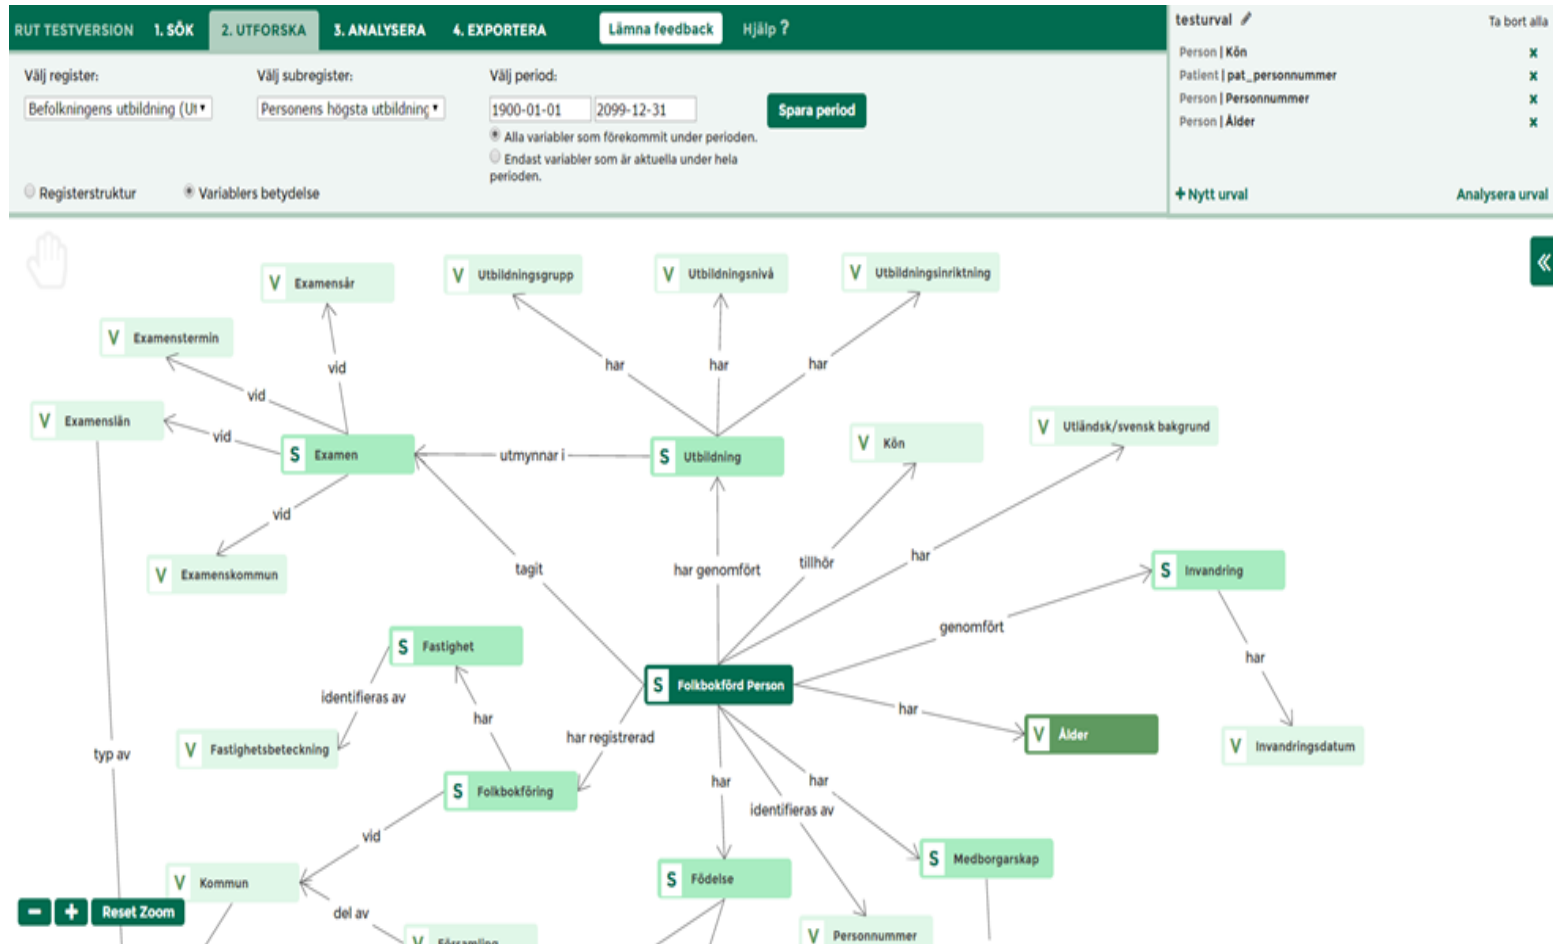 RUT TESTVERSION 1. SÖK 2. UTFORSKA 3. ANALYSERA 4. EXPORTERA Lämna feedback Hjälp ?
testurval
Ta bort alla
Person | Kön x
Patient | pat_personnummer x
Person | Personnummer x
Person | Ålder x
+ Nytt urval
Analysera urval
Välj register:
Välj subregister:
Välj period:
Befolkningens utbildning (U
Personens högsta utbildning
1900-01-01
2099-12-31
Spara period
Alla variabler som förekommit under perioden.
Endast variabler som är aktuella under hela
perioden.
Registerstruktur
Variablers betydelse
«
V Examensår
V Utbildningsgrupp
V Utbildningsnivå
V Utbildningsinriktning
V Examenstermin
vid
har
har
har
vid
V Examenslän
vid
S Examen
utmynnar i
S Utbildning
V Kön
V Utländsk/svensk bakgrund
vid
V Examenskommun
tagit
har genomfört
tillhör
har
S Invandring
genomfört
S Fastighet
har
identifieras av
S Folkbokförd Person
har
har
V Ålder
har registrerad
V Fastighetsbeteckning
V Invandringsdatum
typ av
S Folkbokföring
har
har
identifieras av
vid
S Medborgarskap
V Kommun
S Födelse
− + Reset Zoom
del av
V Församling
V Personnummer